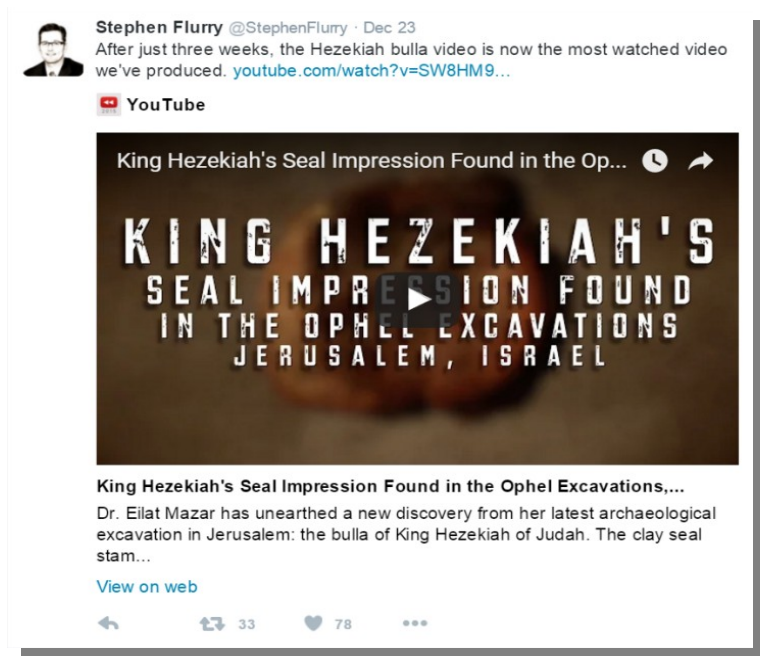 Stephen Flurry @StephenFlurry · Dec 23
After just three weeks, the Hezekiah bulla video is now the most watched video
we've produced. youtube.com/watch?v=SW8HM9...
YouTube
King Hezekiah's Seal Impression Found in the Op...
KING HEZEKIAH'S
SEAL IMPRESSION FOUND
IN THE OPHEL EXCAVATIONS
JERUSALEM, ISRAEL
King Hezekiah's Seal Impression Found in the Ophel Excavations,...
Dr. Eilat Mazar has unearthed a new discovery from her latest archaeological
excavation in Jerusalem: the bulla of King Hezekiah of Judah. The clay seal
stam...
View on web
33 78